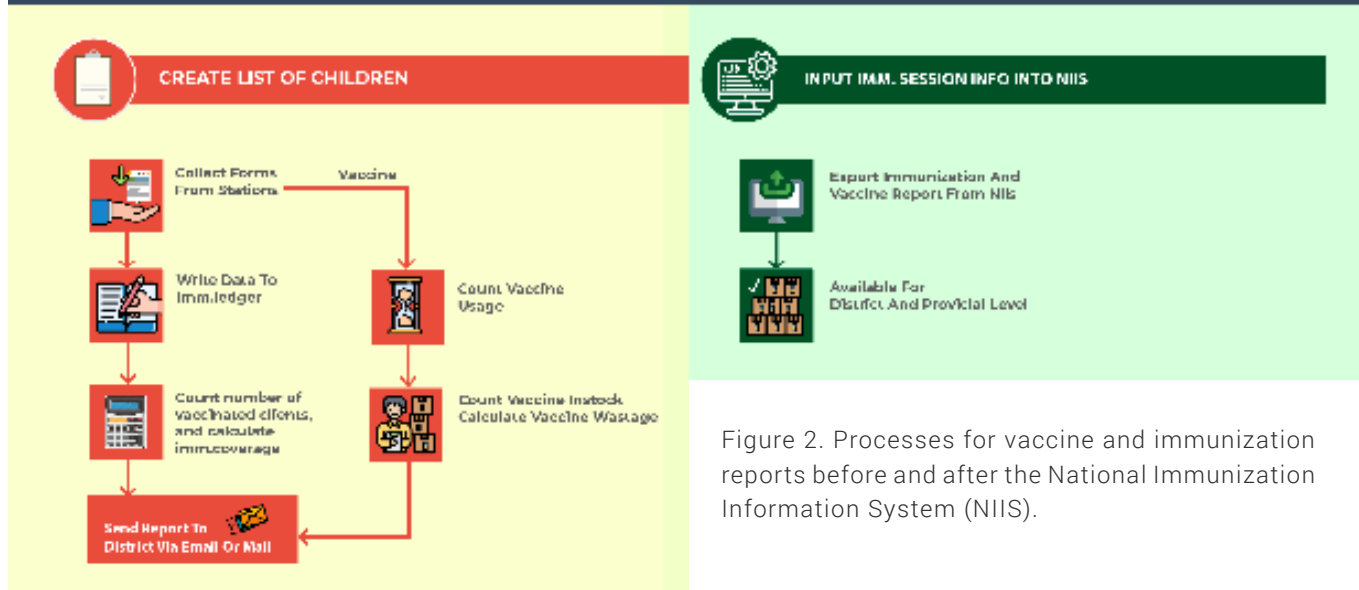 CREATE LIST OF CHILDREN
Collect Forms
From Stations
Vaccine
Write Data To
Imm.ledger
Count Vaccine
Usage
Count number of
vaccinated clients,
and calculate
imm.coverage
Count Vaccine Instock
Calculate Vaccine Wastage
Send Report To
District Via Email Or Mail
INPUT IMM. SESSION INFO INTO NIIS
Export Immunization And
Vaccine Report From NIIs
Available For
District And Provicial Level
Figure 2. Processes for vaccine and immunization
reports before and after the National Immunization
Information System (NIIS).